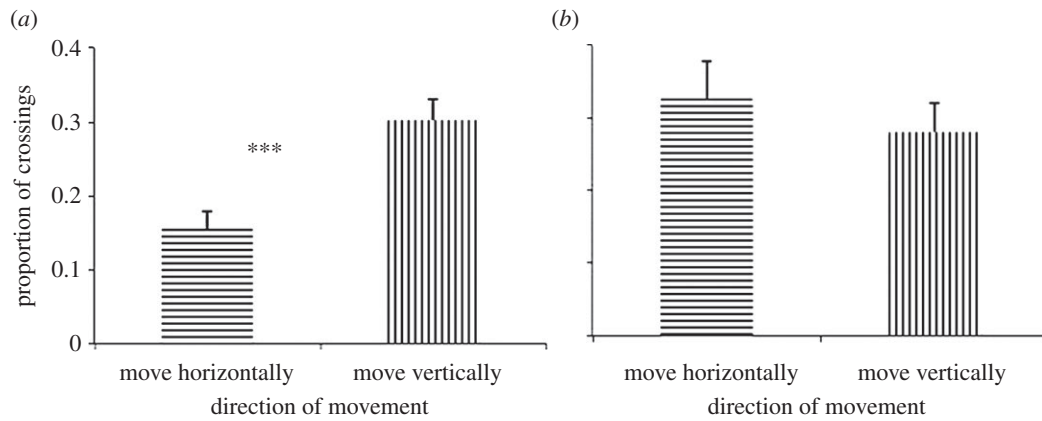 (a)
(b)
0.4
0.3
0.2
0.1
0
proportion of crossings
***
move horizontally move vertically
direction of movement
move horizontally move vertically
direction of movement